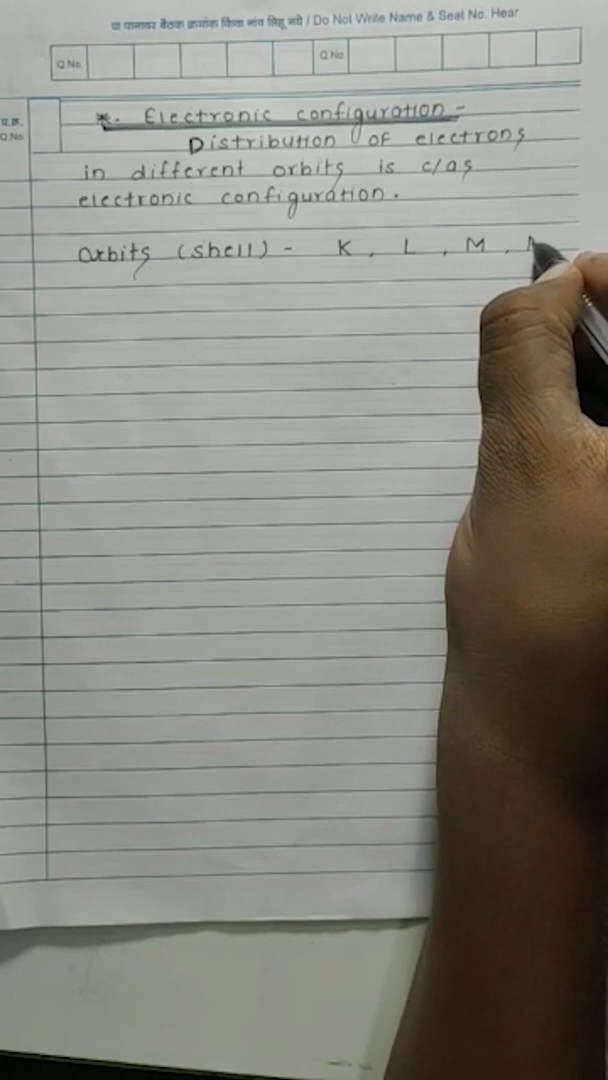 या पानावर बैठक क्रमांक किंवा नांव लिहू नये / Do Not Write Name & Seat No. Hear
Q.No. Q.No.
प्र.क्र.
Q.No.
*. Electronic configuration -
Distribution of electrons
in different orbits is c/as
electronic configuration.
orbits (shell) - K, L, M,